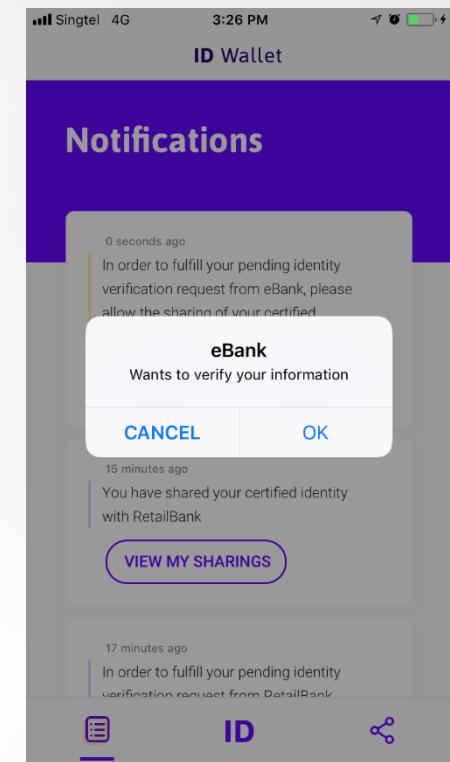 Singtel 4G 3:26 PM
ID Wallet
Notifications
0 seconds ago
In order to fulfill your pending identity
verification request from eBank, please
allow the sharing of your certified
eBank
Wants to verify your information
CANCEL OK
15 minutes ago
You have shared your certified identity
with RetailBank
VIEW MY SHARINGS
17 minutes ago
In order to fulfill your pending identity
verification request from RetailBank
ID